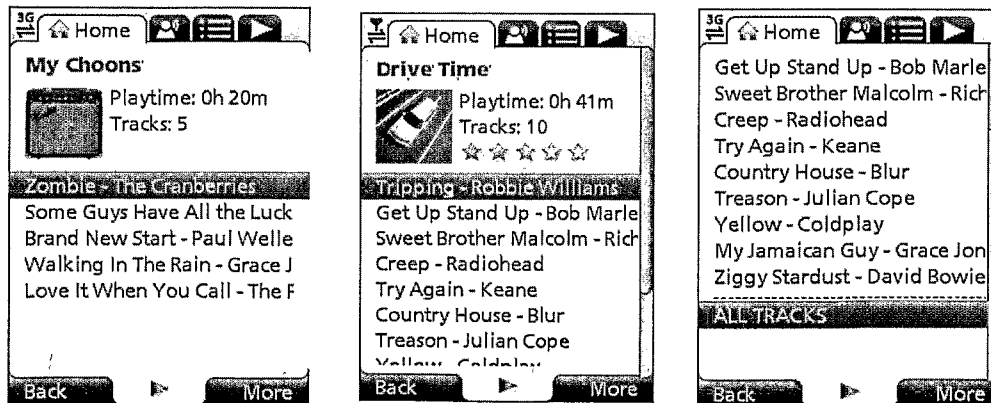 3G
Home
My Choons
Playtime: 0h 20m
Tracks: 5
Zombie - The Cranberries
Some Guys Have All the Luck
Brand New Start - Paul Welle
Walking In The Rain - Grace J
Love It When You Call - The F
Back
More
Home
Drive Time
Playtime: 0h 41m
Tracks: 10
Tripping - Robbie Williams
Get Up Stand Up - Bob Marle
Sweet Brother Malcolm - Rich
Creep - Radiohead
Try Again - Keane
Country House - Blur
Treason - Julian Cope
Yellow - Coldplay
Back
More
3G
Home
Get Up Stand Up - Bob Marle
Sweet Brother Malcolm - Rich
Creep - Radiohead
Try Again - Keane
Country House - Blur
Treason - Julian Cope
Yellow - Coldplay
My Jamaican Guy - Grace Jon
Ziggy Stardust - David Bowie
ALL TRACKS
Back
More